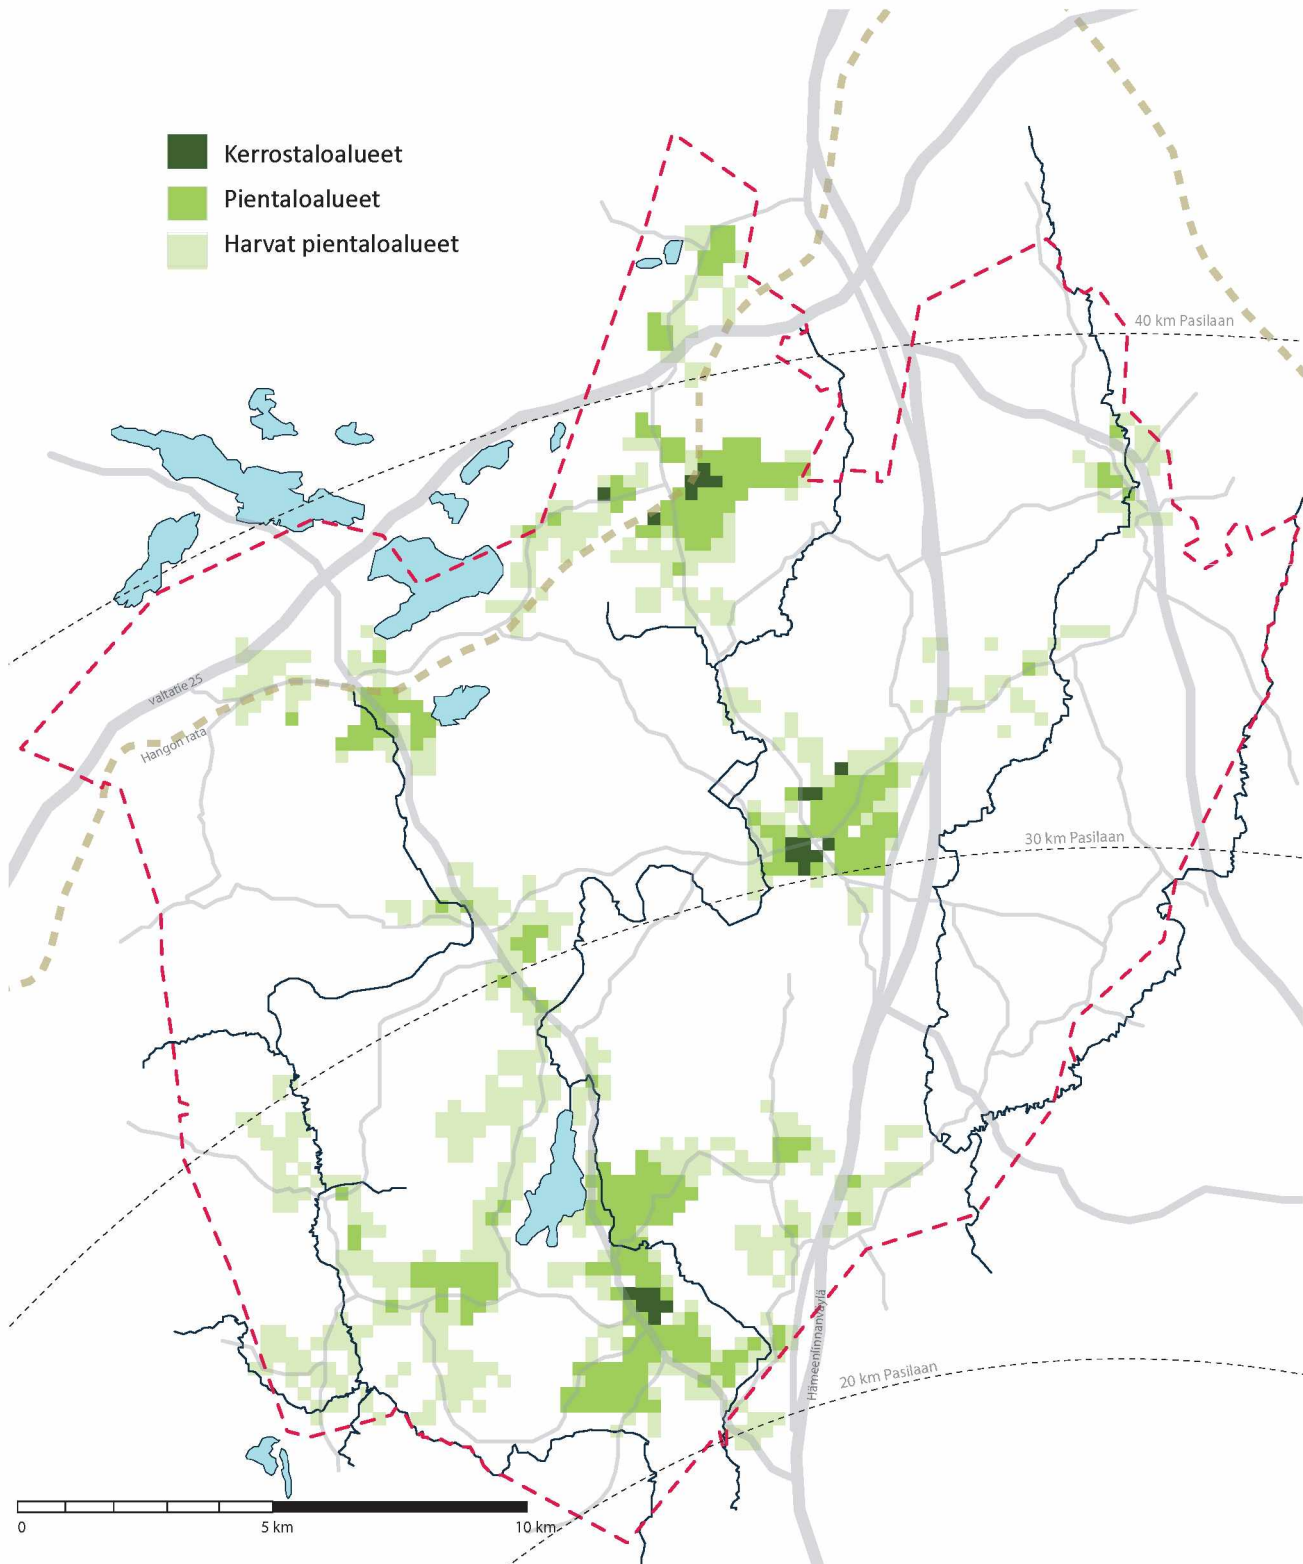 Kerrostaloalueet
Pientaloalueet
Harvat pientaloalueet
40 km Pasilaan
valtatie 25
Hangon rata
30 km Pasilaan
Hämeenlinnanväylä
20 km Pasilaan
0
5 km
10 km